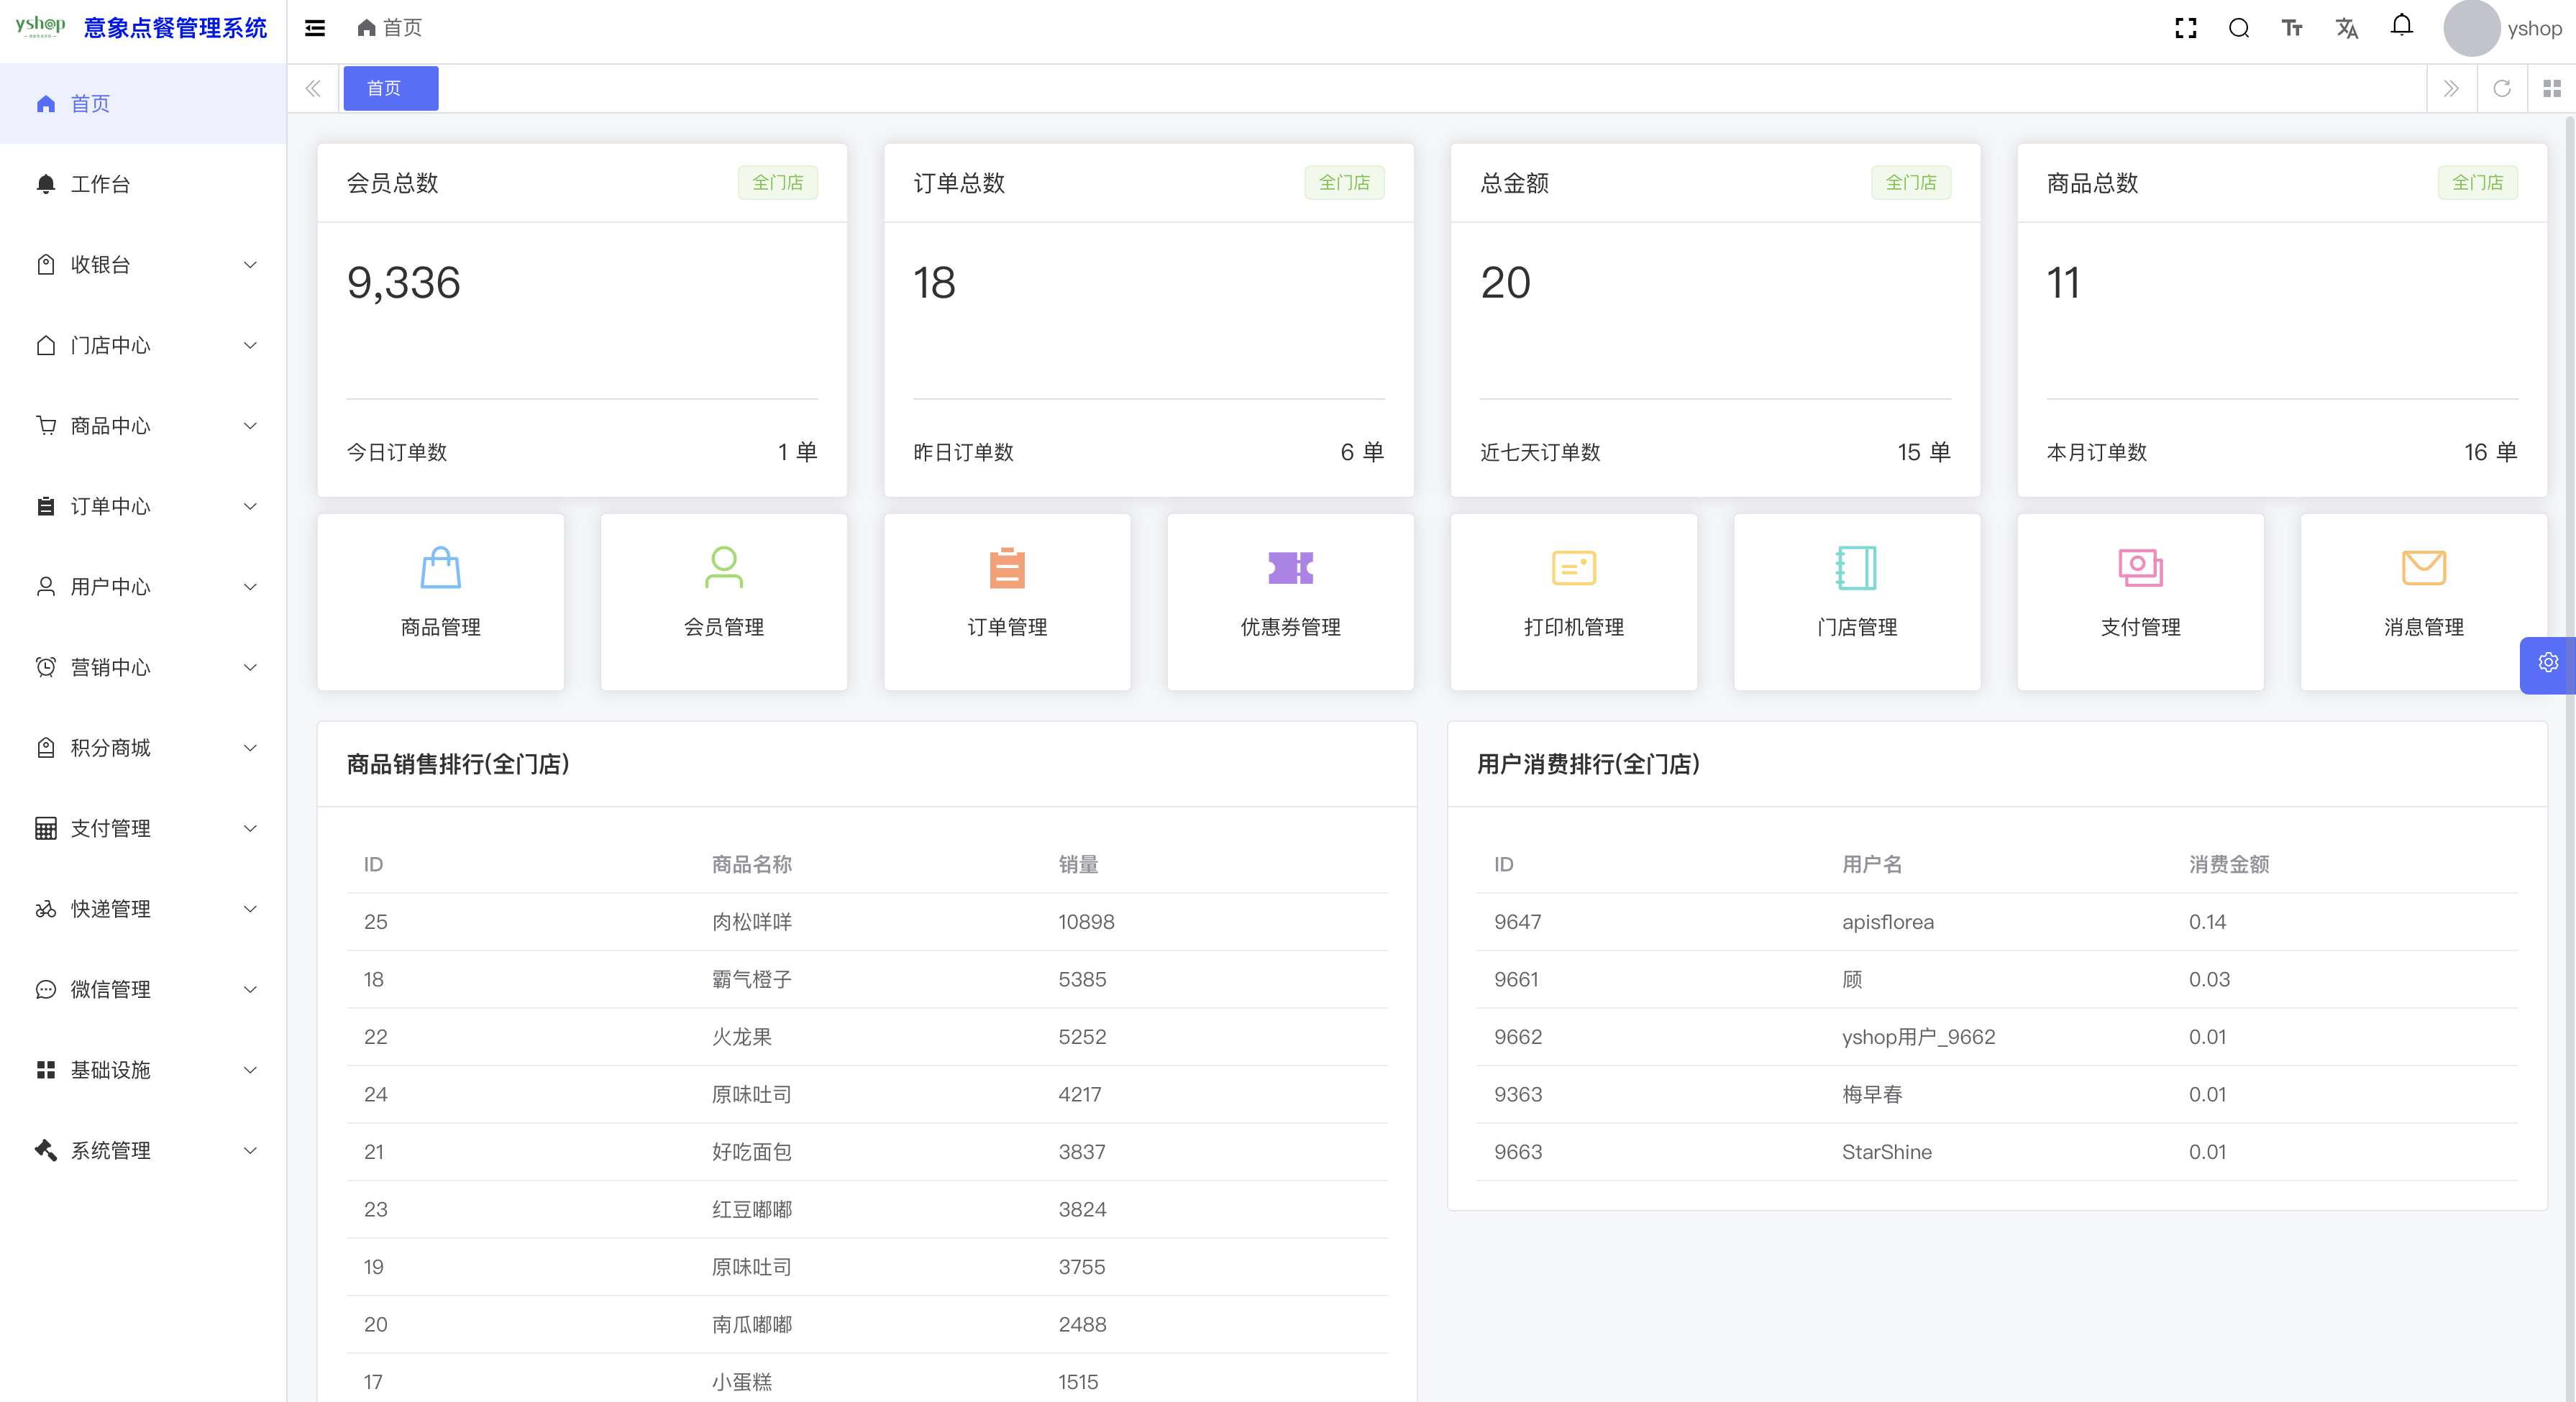 yshop 意象点餐管理系统
首页
yshop
首页
首页
工作台
收银台
门店中心
商品中心
订单中心
用户中心
营销中心
积分商城
支付管理
快递管理
微信管理
基础设施
系统管理
会员总数 全门店
9,336
今日订单数 1 单
订单总数 全门店
18
昨日订单数 6 单
总金额 全门店
20
近七天订单数 15 单
商品总数 全门店
11
本月订单数 16 单
商品管理
会员管理
订单管理
优惠券管理
打印机管理
门店管理
支付管理
消息管理
商品销售排行(全门店)
ID 商品名称 销量
25 肉松咩咩 10898
18 霸气橙子 5385
22 火龙果 5252
24 原味吐司 4217
21 好吃面包 3837
23 红豆嘟嘟 3824
19 原味吐司 3755
20 南瓜嘟嘟 2488
17 小蛋糕 1515
用户消费排行(全门店)
ID 用户名 消费金额
9647 apisflorea 0.14
9661 顾 0.03
9662 yshop用户_9662 0.01
9363 梅早春 0.01
9663 StarShine 0.01